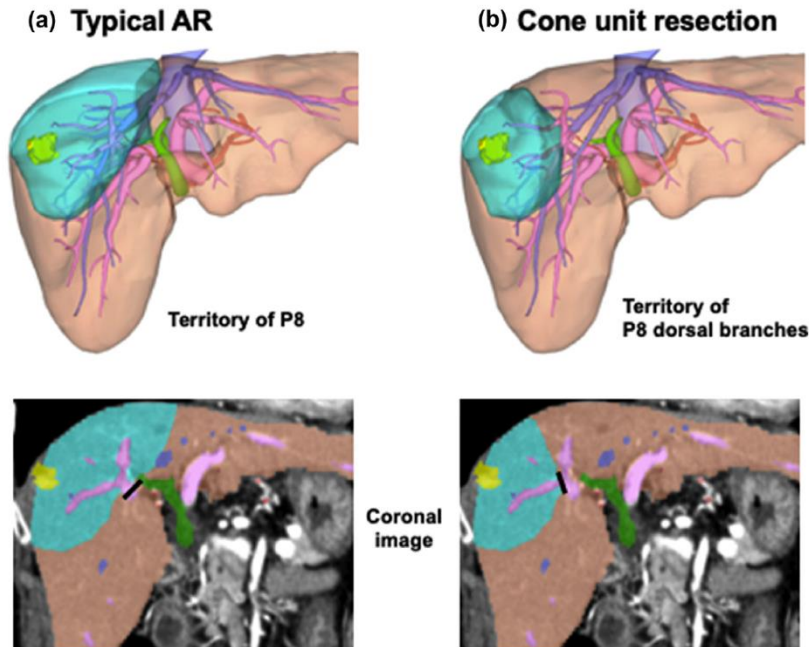 (a) Typical AR
(b) Cone unit resection
Territory of P8
Territory of
P8 dorsal branches
Coronal
image